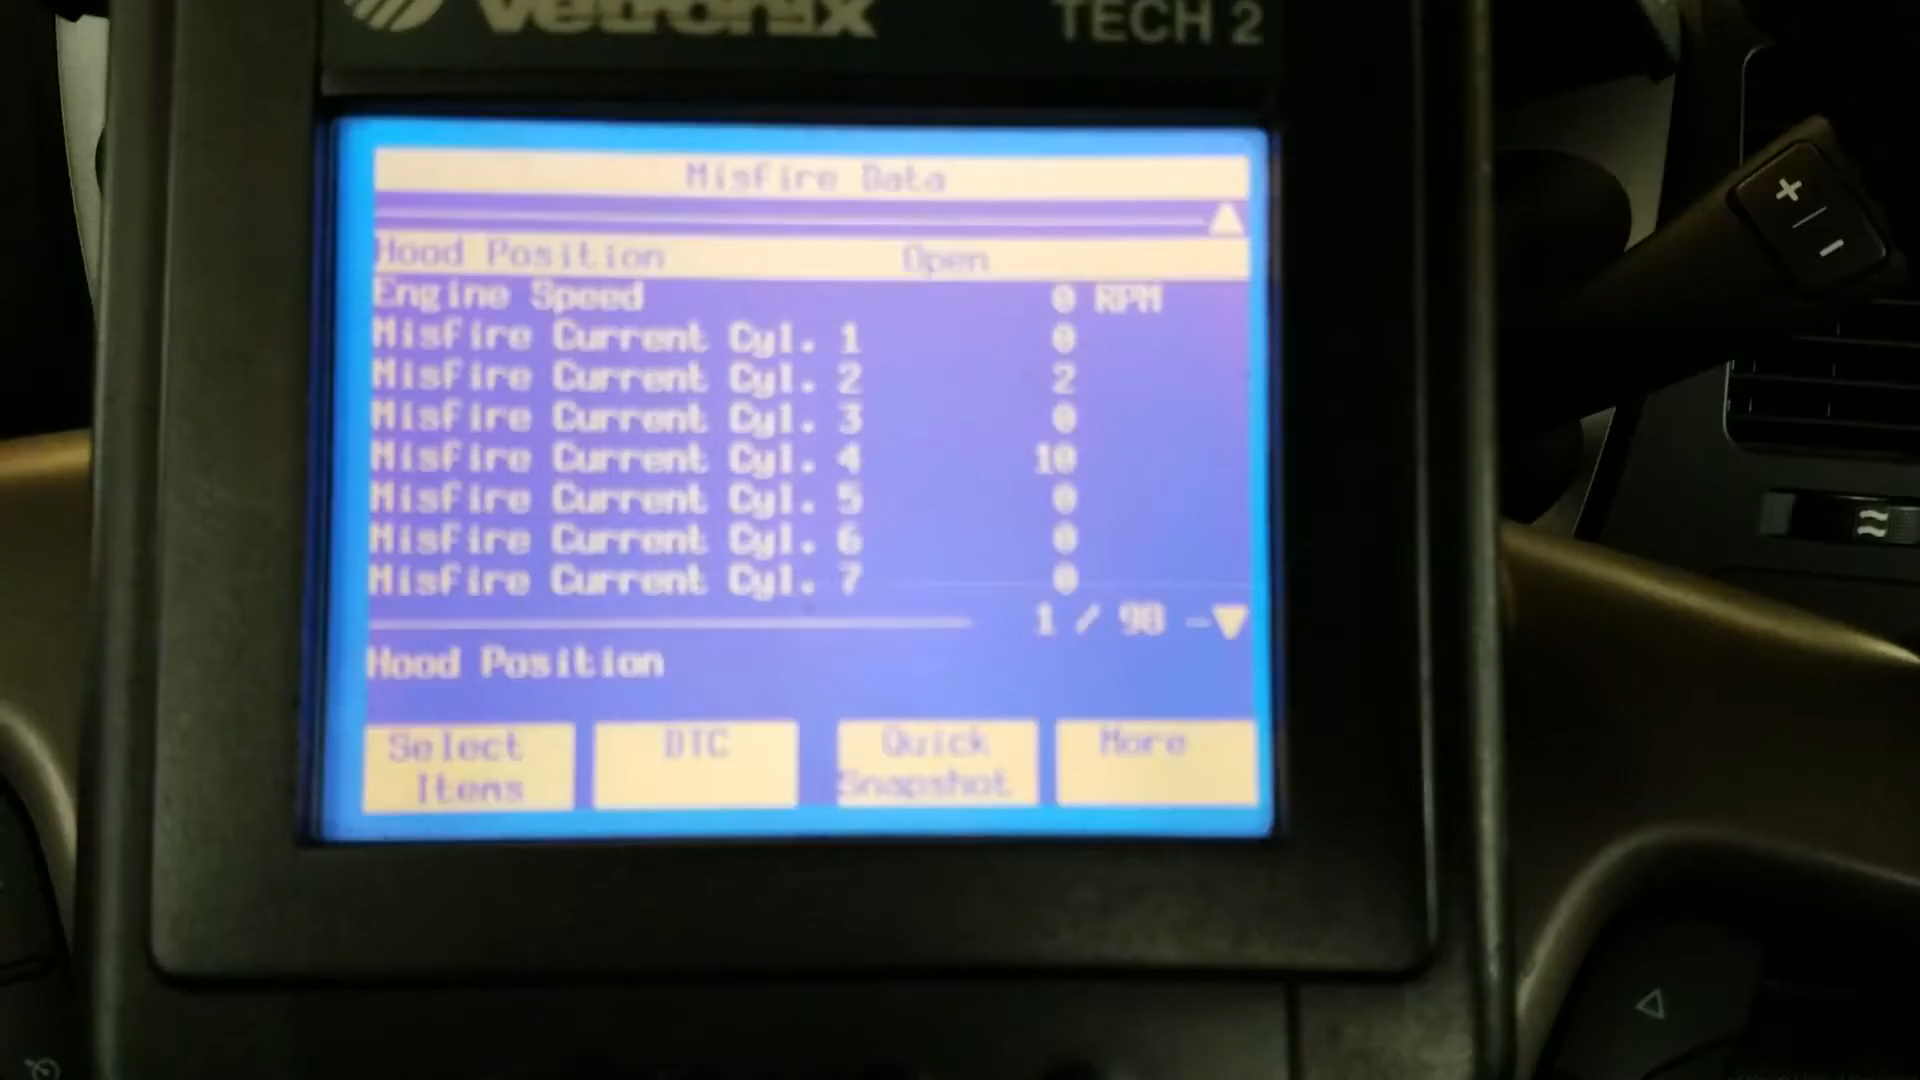 Vetronix TECH 2
Misfire Data
Hood Position Open
Engine Speed 0 RPM
Misfire Current Cyl. 1 0
Misfire Current Cyl. 2 2
Misfire Current Cyl. 3 0
Misfire Current Cyl. 4 10
Misfire Current Cyl. 5 0
Misfire Current Cyl. 6 0
Misfire Current Cyl. 7 0
1 / 90
Hood Position
Select Items
DTC
Quick Snapshot
More